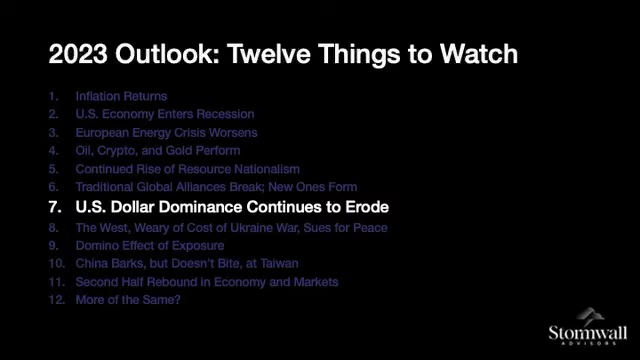 2023 Outlook: Twelve Things to Watch
1. Inflation Returns
2. U.S. Economy Enters Recession
3. European Energy Crisis Worsens
4. Oil, Crypto, and Gold Perform
5. Continued Rise of Resource Nationalism
6. Traditional Global Alliances Break; New Ones Form
7. U.S. Dollar Dominance Continues to Erode
8. The West, Weary of Cost of Ukraine War, Sues for Peace
9. Domino Effect of Exposure
10. China Barks, but Doesn't Bite, at Taiwan
11. Second Half Rebound in Economy and Markets
12. More of the Same?
Stormwall
ADVISORS